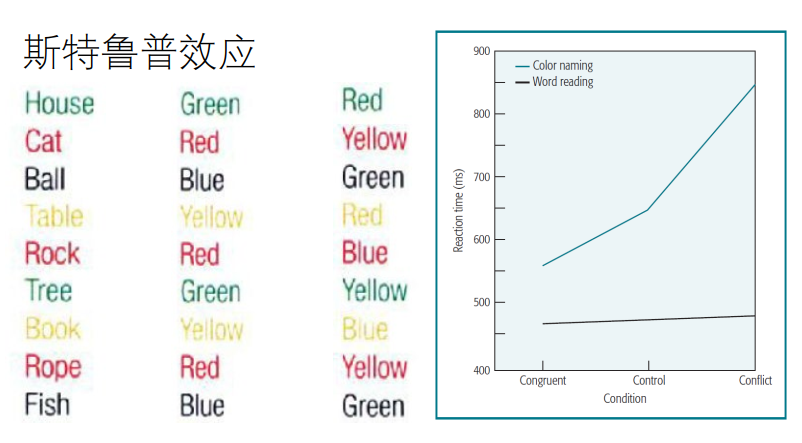 斯特鲁普效应
House Green Red
Cat Red Yellow
Ball Blue Green
Table Yellow Red
Rock Red Blue
Tree Green Yellow
Book Yellow Blue
Rope Red Yellow
Fish Blue Green
900
800
700
600
500
400
Reaction time (ms)
Color naming
Word reading
Congruent Control Conflict
Condition